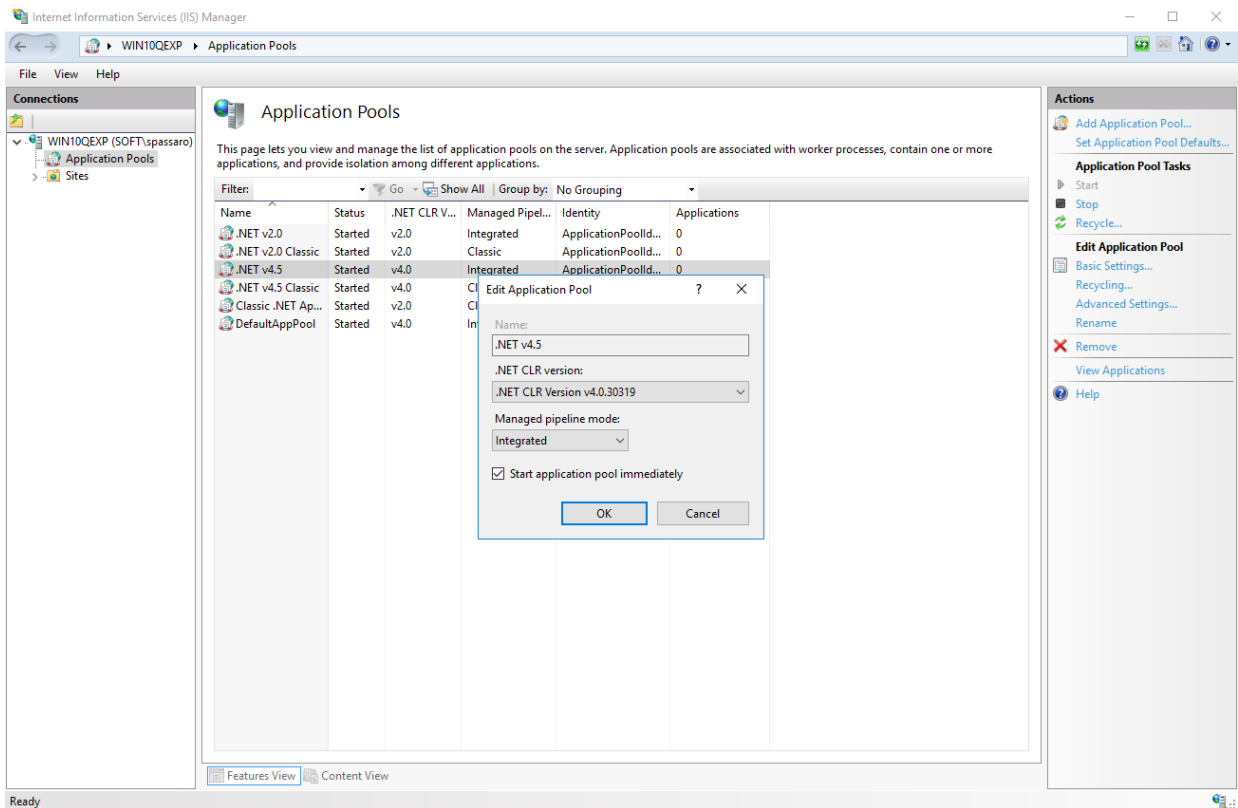 Internet Information Services (IIS) Manager
WIN10QEXP Application Pools
File View Help
Connections
WIN10QEXP (SOFT\spassaro)
Application Pools
Sites
Application Pools
This page lets you view and manage the list of application pools on the server. Application pools are associated with worker processes, contain one or more
applications, and provide isolation among different applications.
Filter: Go Show All Group by: No Grouping
Name Status .NET CLR V... Managed Pipel... Identity Applications
.NET v2.0 Started v2.0 Integrated ApplicationPoolId... 0
.NET v2.0 Classic Started v2.0 Classic ApplicationPoolId... 0
.NET v4.5 Started v4.0 Integrated ApplicationPoolId... 0
.NET v4.5 Classic Started v4.0 Cl
Classic .NET Ap... Started v2.0 Cl
DefaultAppPool Started v4.0 In
Edit Application Pool ?
Name:
.NET v4.5
.NET CLR version:
.NET CLR Version v4.0.30319
Managed pipeline mode:
Integrated
Start application pool immediately
OK Cancel
Features View Content View
Actions
Add Application Pool...
Set Application Pool Defaults...
Application Pool Tasks
Start
Stop
Recycle...
Edit Application Pool
Basic Settings...
Recycling...
Advanced Settings...
Rename
Remove
View Applications
Help
Ready